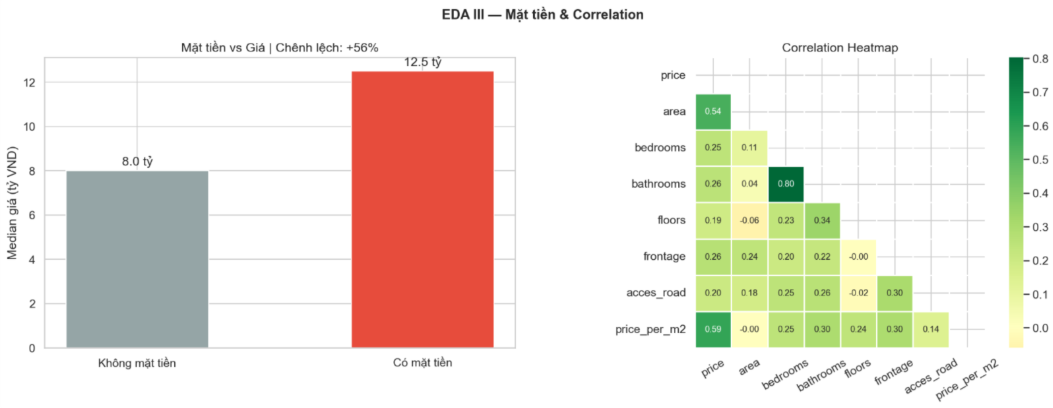 EDA III — Mặt tiền & Correlation
Mặt tiền vs Giá | Chênh lệch: +56%
Median giá (tỷ VND)
12
10
8
6
4
2
0
8.0 tỷ
12.5 tỷ
Không mặt tiền
Có mặt tiền
Correlation Heatmap
price
area 0.54
bedrooms 0.25 0.11
bathrooms 0.26 0.04 0.80
floors 0.19 -0.06 0.23 0.34
frontage 0.26 0.24 0.20 0.22 -0.00
acces_road 0.20 0.18 0.25 0.26 -0.02 0.30
price_per_m2 0.59 -0.00 0.25 0.30 0.24 0.30 0.14
price area bedrooms bathrooms floors frontage acces_road price_per_m2
0.8
0.7
0.6
0.5
0.4
0.3
0.2
0.1
0.0